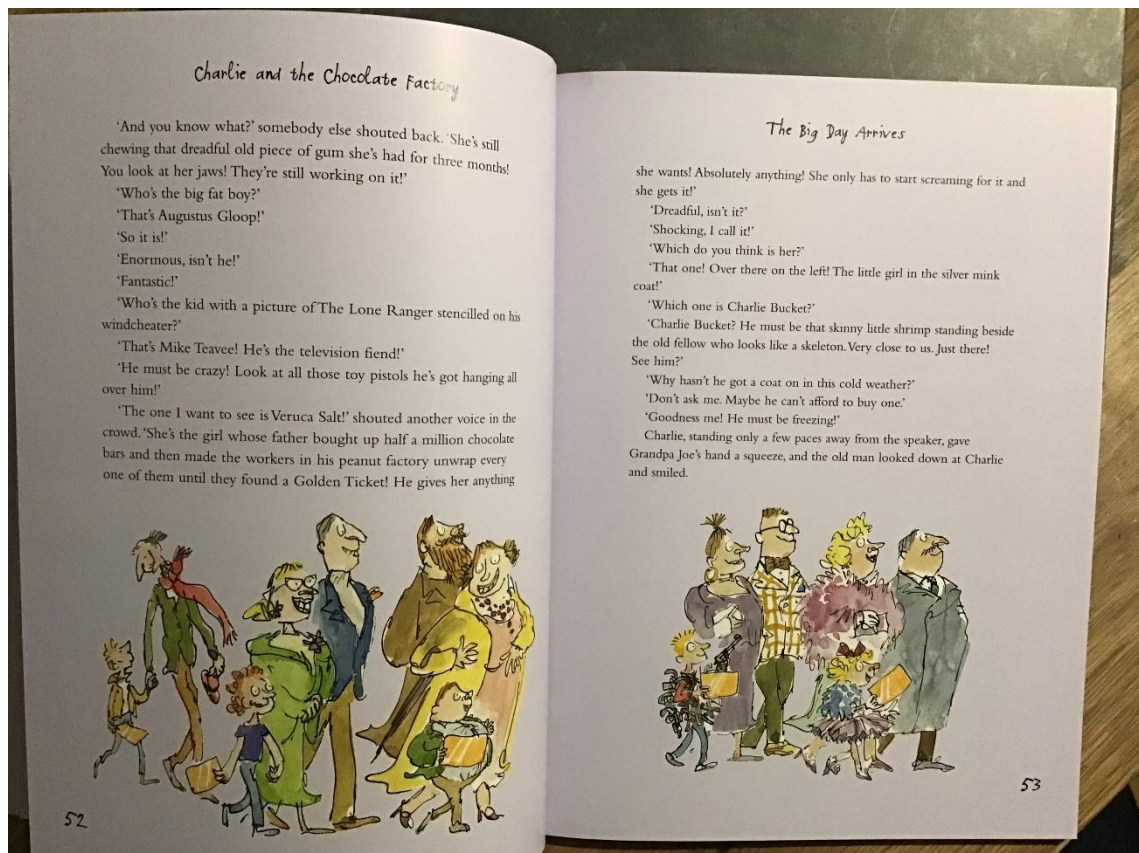 Charlie and the Chocolate Factory
‘And you know what?’ somebody else shouted back. ‘She’s still
chewing that dreadful old piece of gum she’s had for three months!
You look at her jaws! They’re still working on it!’
‘Who’s the big fat boy?’
‘That’s Augustus Gloop!’
‘So it is!’
‘Enormous, isn’t he!’
‘Fantastic!’
‘Who’s the kid with a picture of The Lone Ranger stencilled on his
windcheater?’
‘That’s Mike Teavee! He’s the television fiend!’
‘He must be crazy! Look at all those toy pistols he’s got hanging all
over him!’
‘The one I want to see is Veruca Salt!’ shouted another voice in the
crowd. ‘She’s the girl whose father bought up half a million chocolate
bars and then made the workers in his peanut factory unwrap every
one of them until they found a Golden Ticket! He gives her anything
52
The Big Day Arrives
she wants! Absolutely anything! She only has to start screaming for it and
she gets it!’
‘Dreadful, isn’t it?’
‘Shocking, I call it!’
‘Which do you think is her?’
‘That one! Over there on the left! The little girl in the silver mink
coat!’
‘Which one is Charlie Bucket?’
‘Charlie Bucket? He must be that skinny little shrimp standing beside
the old fellow who looks like a skeleton. Very close to us. Just there!
See him?’
‘Why hasn’t he got a coat on in this cold weather?’
‘Don’t ask me. Maybe he can’t afford to buy one.’
‘Goodness me! He must be freezing!’
Charlie, standing only a few paces away from the speaker, gave
Grandpa Joe’s hand a squeeze, and the old man looked down at Charlie
and smiled.
53